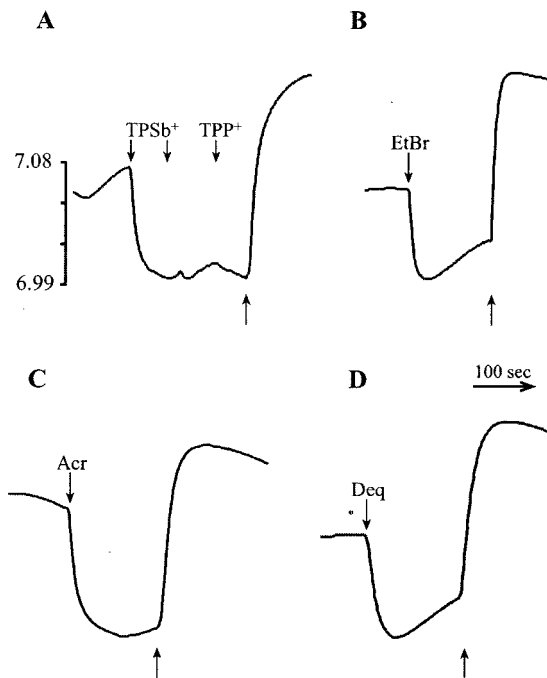 A
B
TPSb+ TPP+
EtBr
7.08
6.99
C
D
100 sec
Acr
Deq